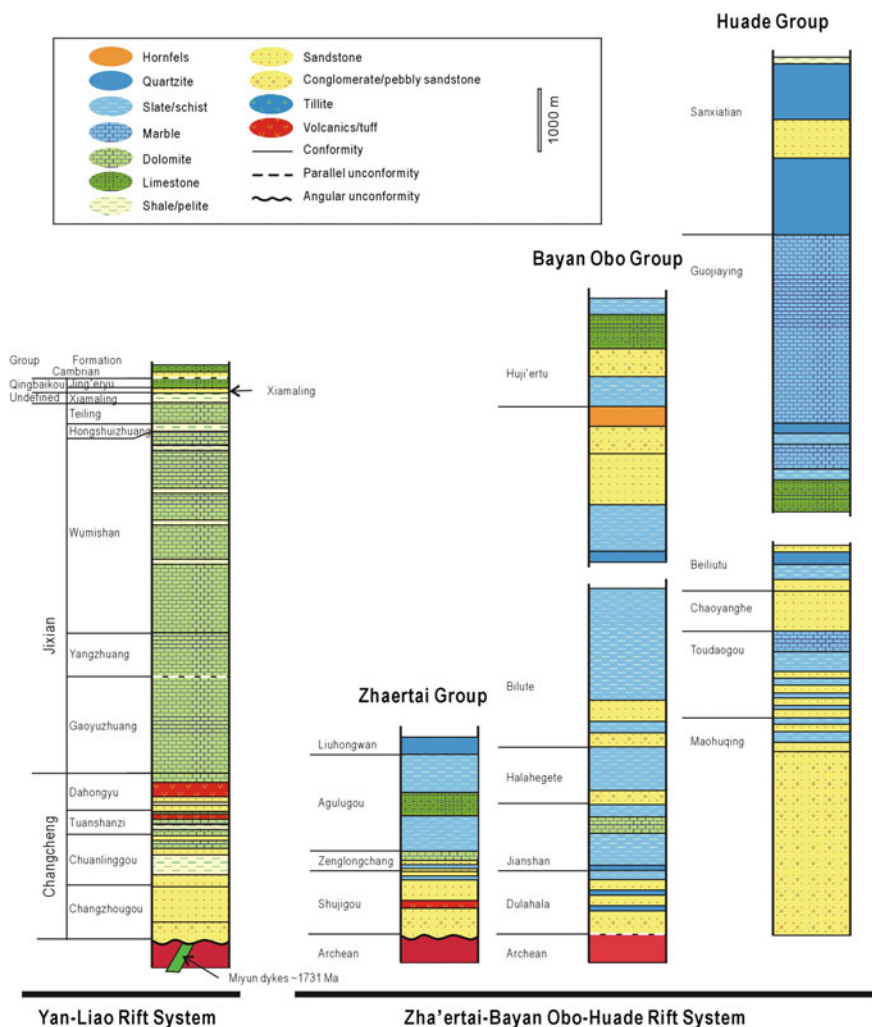 Huade Group
Hornfels
Quartzite
Slate/schist
Marble
Dolomite
Limestone
Shale/pelite
Sandstone
Conglomerate/pebbly sandstone
Tillite
Volcanics/tuff
Conformity
Parallel unconformity
Angular unconformity
1000 m
Sanxiatian
Guojiaying
Beiliutu
Chaoyanghe
Toudaogou
Maohuqing
Bayan Obo Group
Huji'ertu
Bilute
Halahegete
Jianshan
Dulahala
Archean
Zhaertai Group
Liuhongwan
Agulugou
Zenglongchang
Shujigou
Archean
Group Formation
Cambrian
Qingbaikou Jing'eryu
Undefined Xiamaling
Xiamaling
Teiling
Hongshuizhuang
Wumishan
Jixian
Yangzhuang
Gaoyuzhuang
Dahongyu
Tuanshanzi
Changcheng
Chuanlinggou
Changzhougou
Miyun dykes ~1731 Ma
Yan-Liao Rift System
Zha'ertai-Bayan Obo-Huade Rift System